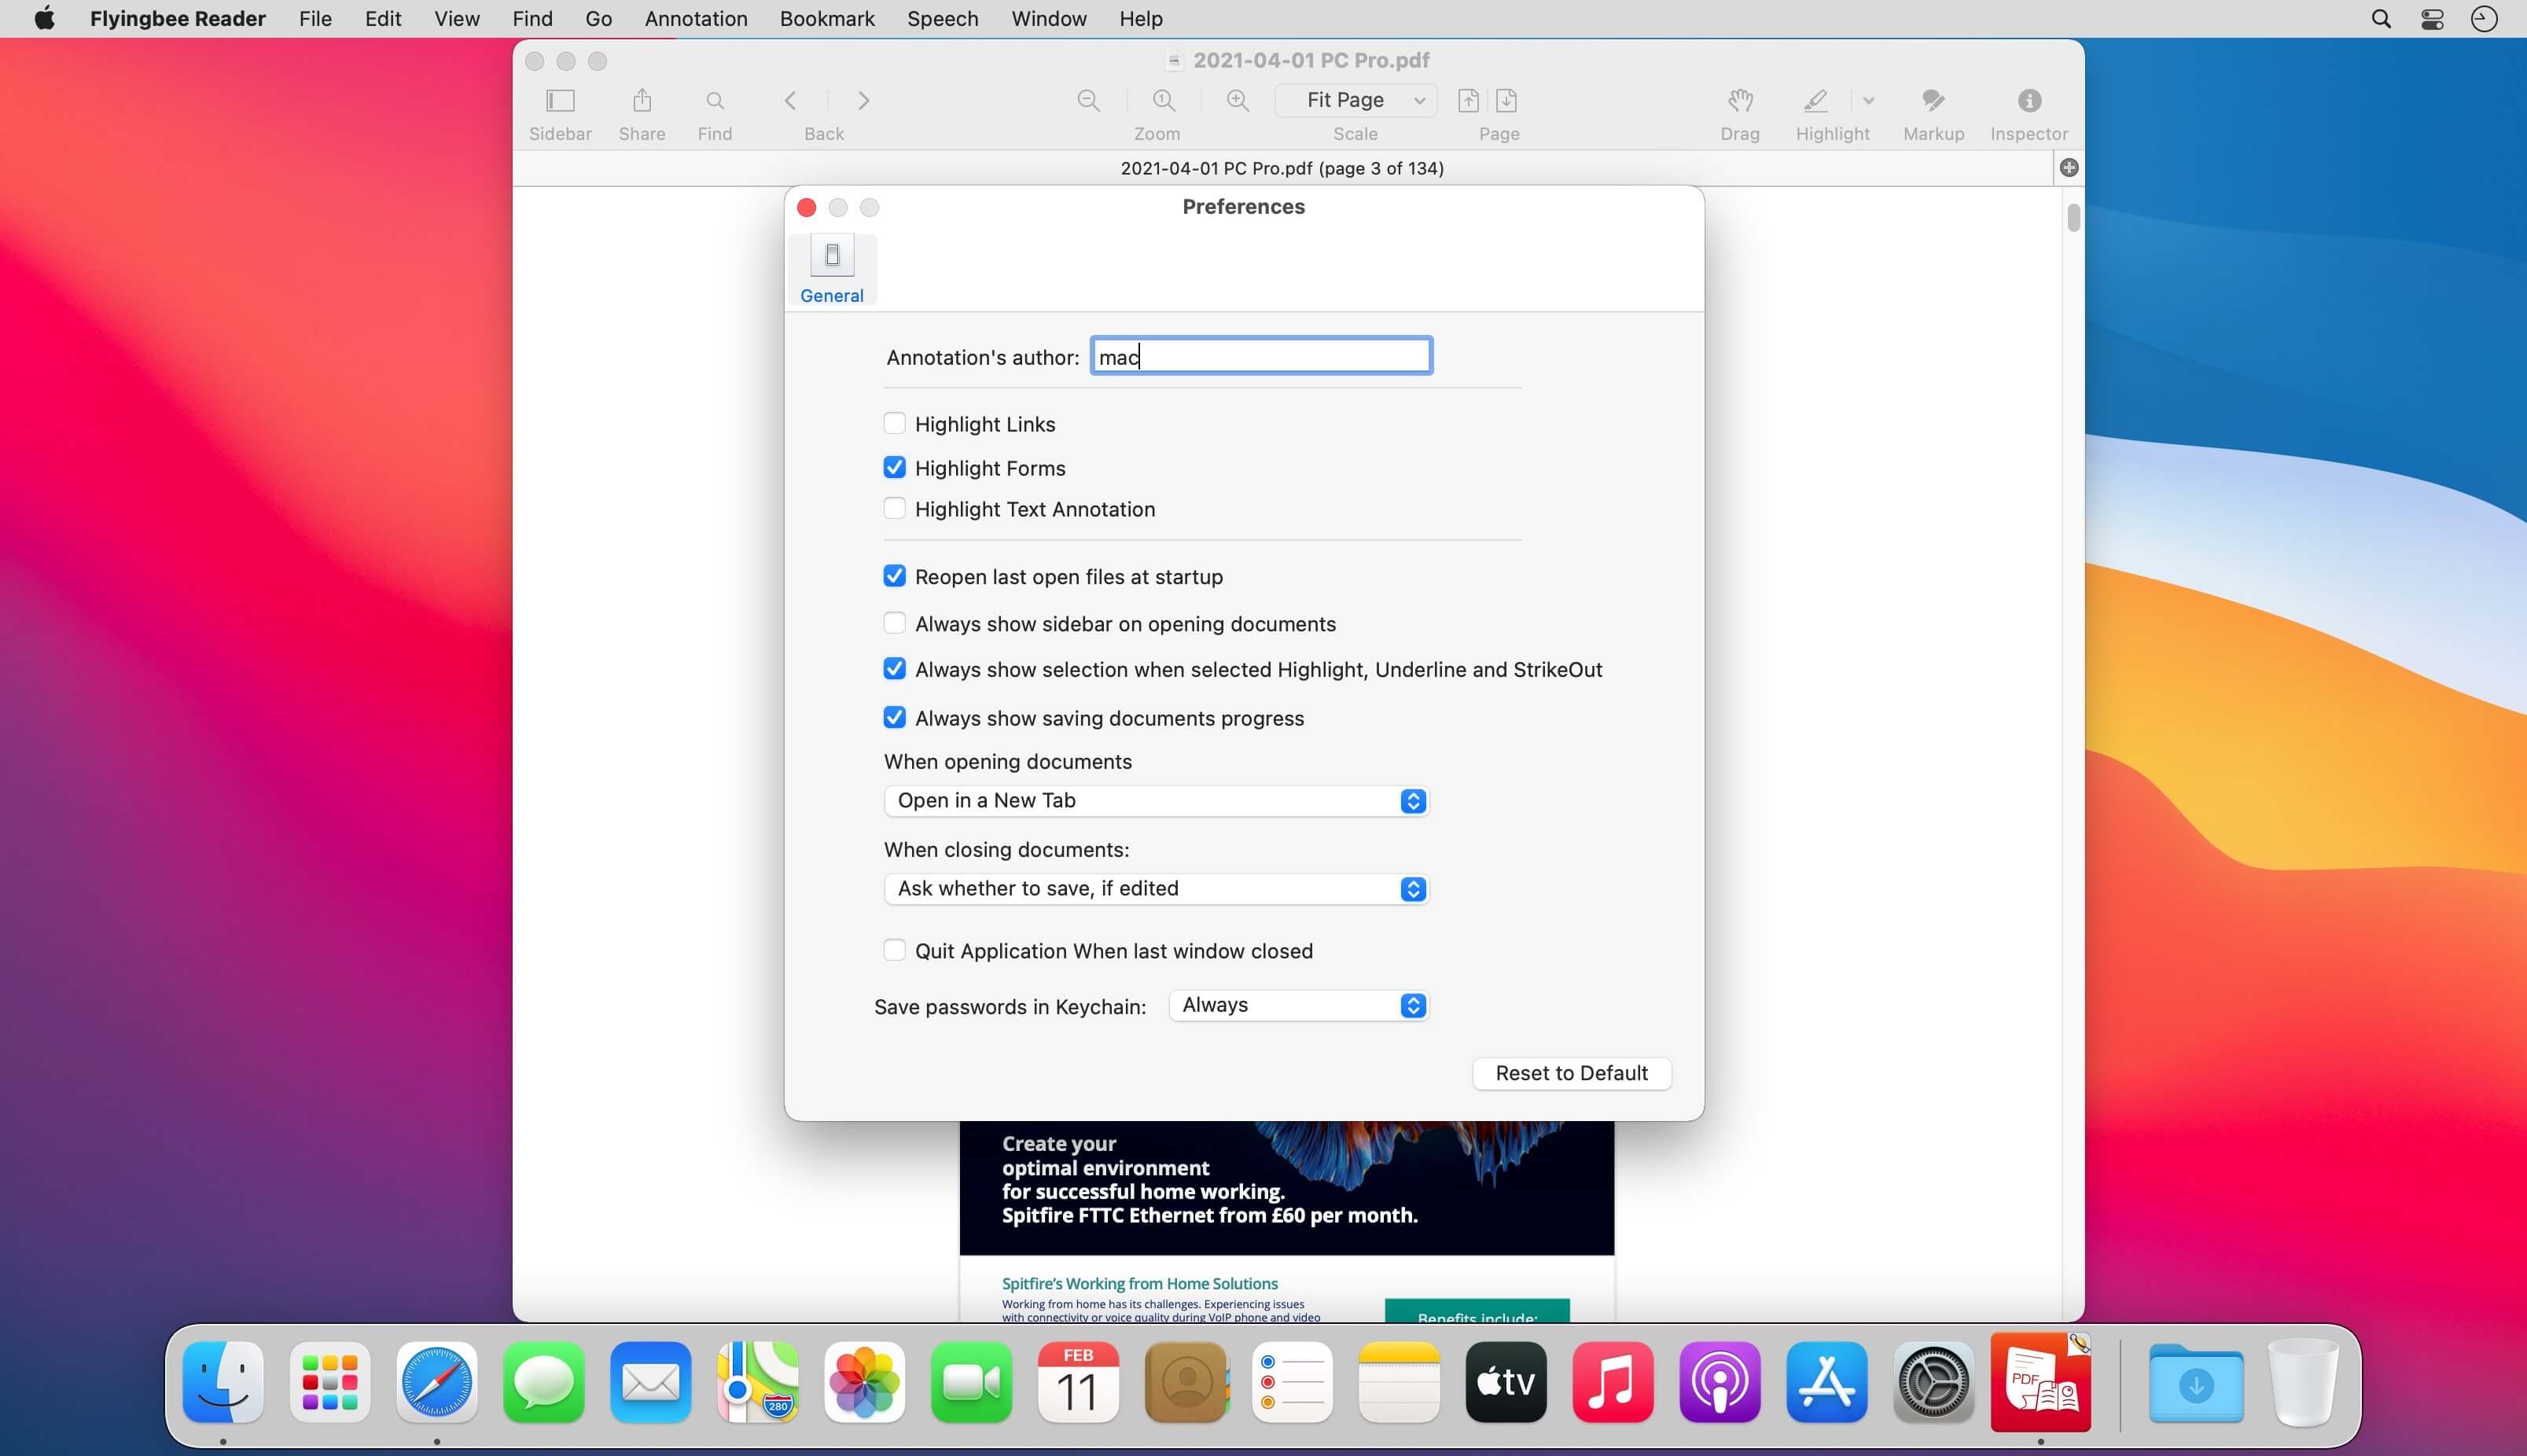 Flyingbee Reader File Edit View Find Go Annotation Bookmark Speech Window Help
2021-04-01 PC Pro.pdf
Fit Page
Sidebar Share Find Back Zoom Scale Page Drag Highlight Markup Inspector
2021-04-01 PC Pro.pdf (page 3 of 134)
Preferences
General
Annotation's author: mac
Highlight Links
Highlight Forms
Highlight Text Annotation
Reopen last open files at startup
Always show sidebar on opening documents
Always show selection when selected Highlight, Underline and StrikeOut
Always show saving documents progress
When opening documents
Open in a New Tab
When closing documents:
Ask whether to save, if edited
Quit Application When last window closed
Save passwords in Keychain: Always
Reset to Default
Create your
optimal environment
for successful home working.
Spitfire FTTC Ethernet from £60 per month.
Spitfire's Working from Home Solutions
Working from home has its challenges. Experiencing issues
with connectivity or voice quality during VoIP phone and video
Benefits include:
280
FEB
11
tv
PDF